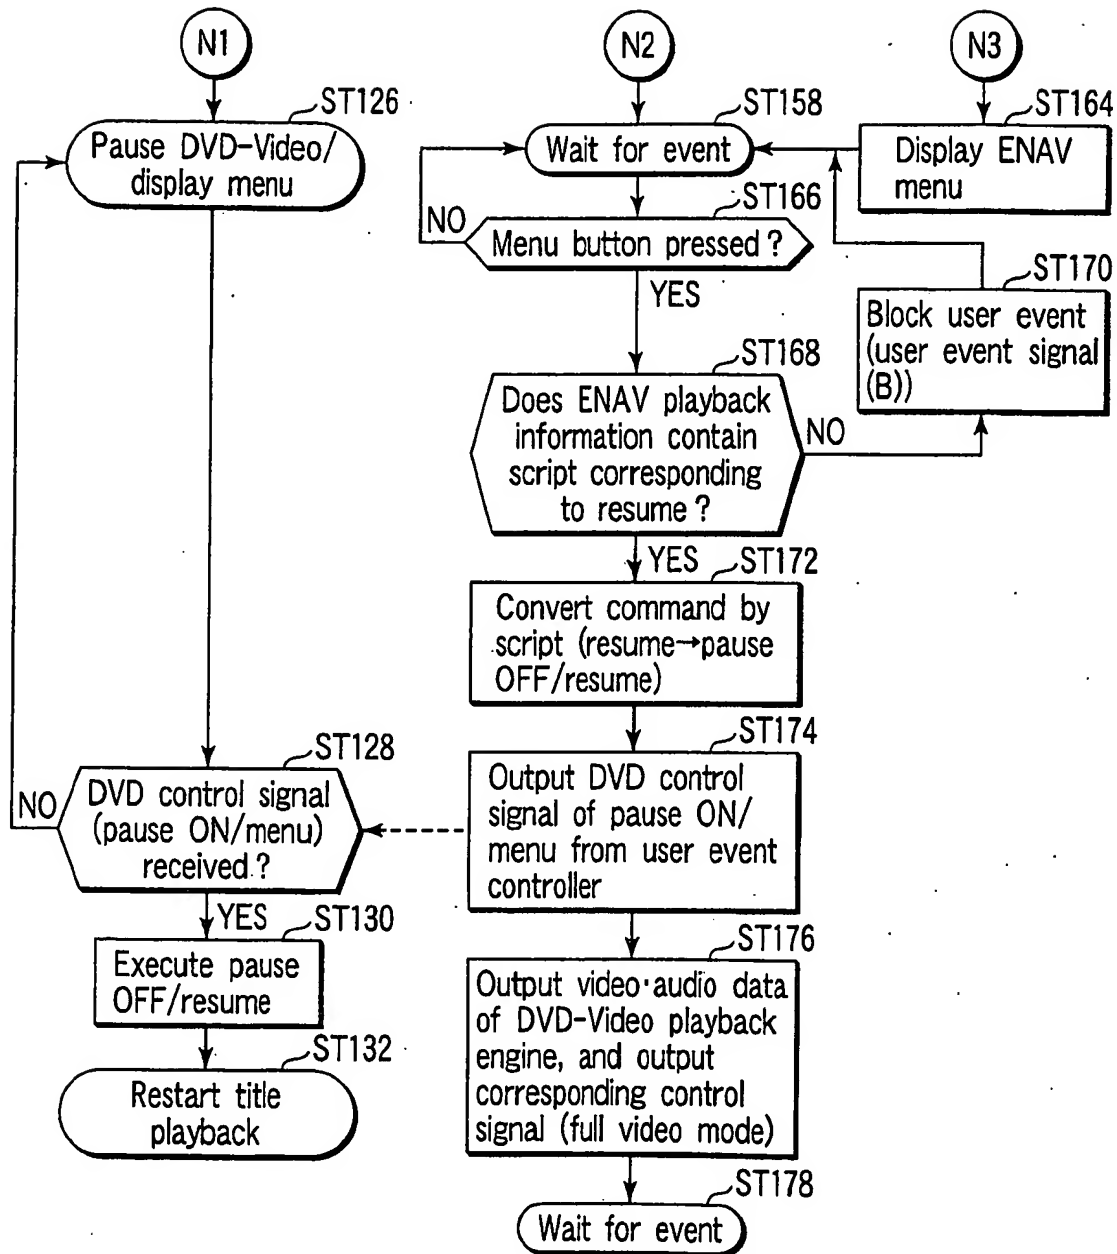 N1
ST126
Pause DVD-Video/
display menu
ST128
DVD control signal
(pause ON/menu)
received ?
NO
YES
ST130
Execute pause
OFF/resume
ST132
Restart title
playback
N2
ST158
Wait for event
ST166
NO
Menu button pressed ?
YES
ST168
Does ENAV playback
information contain
script corresponding
to resume ?
NO
YES
ST172
Convert command by
script (resume→pause
OFF/resume)
ST174
Output DVD control
signal of pause ON/
menu from user event
controller
ST176
Output video·audio data
of DVD-Video playback
engine, and output
corresponding control
signal (full video mode)
ST178
Wait for event
N3
ST164
Display ENAV
menu
ST170
Block user event
(user event signal
(B))